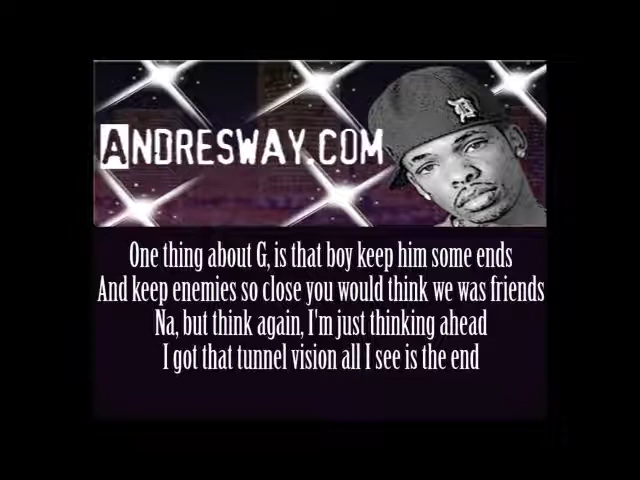 ANDRESWAY.COM
One thing about G, is that boy keep him some ends
And keep enemies so close you would think we was friends
Na, but think again, I'm just thinking ahead
I got that tunnel vision all I see is the end